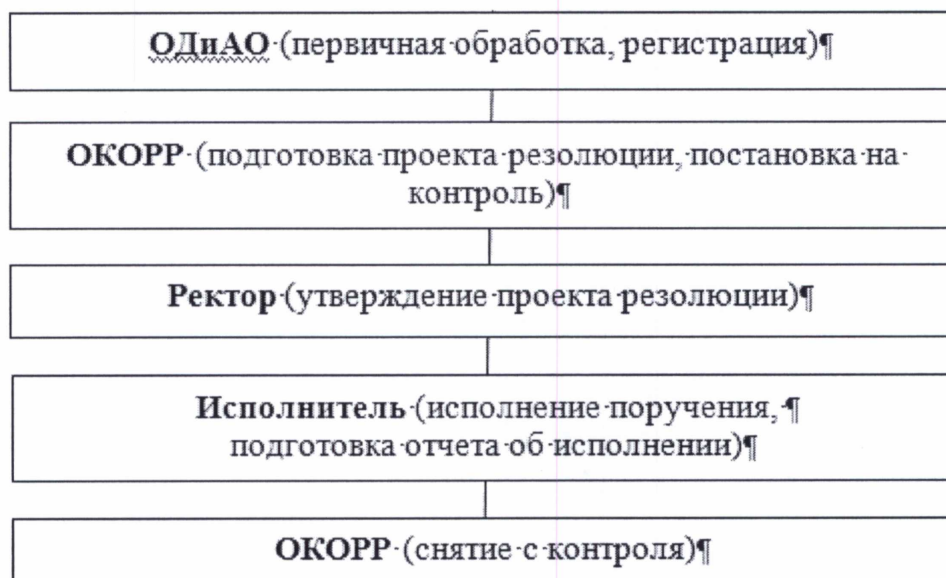 ОДиАО·(первичная·обработка,·регистрация)¶
ОКОРР·(подготовка·проекта·резолюции,·постановка·на·
контроль)¶
Ректор·(утверждение·проекта·резолюции)¶
Исполнитель·(исполнение·поручения,·¶
подготовка·отчета·об·исполнении)¶
ОКОРР·(снятие·с·контроля)¶